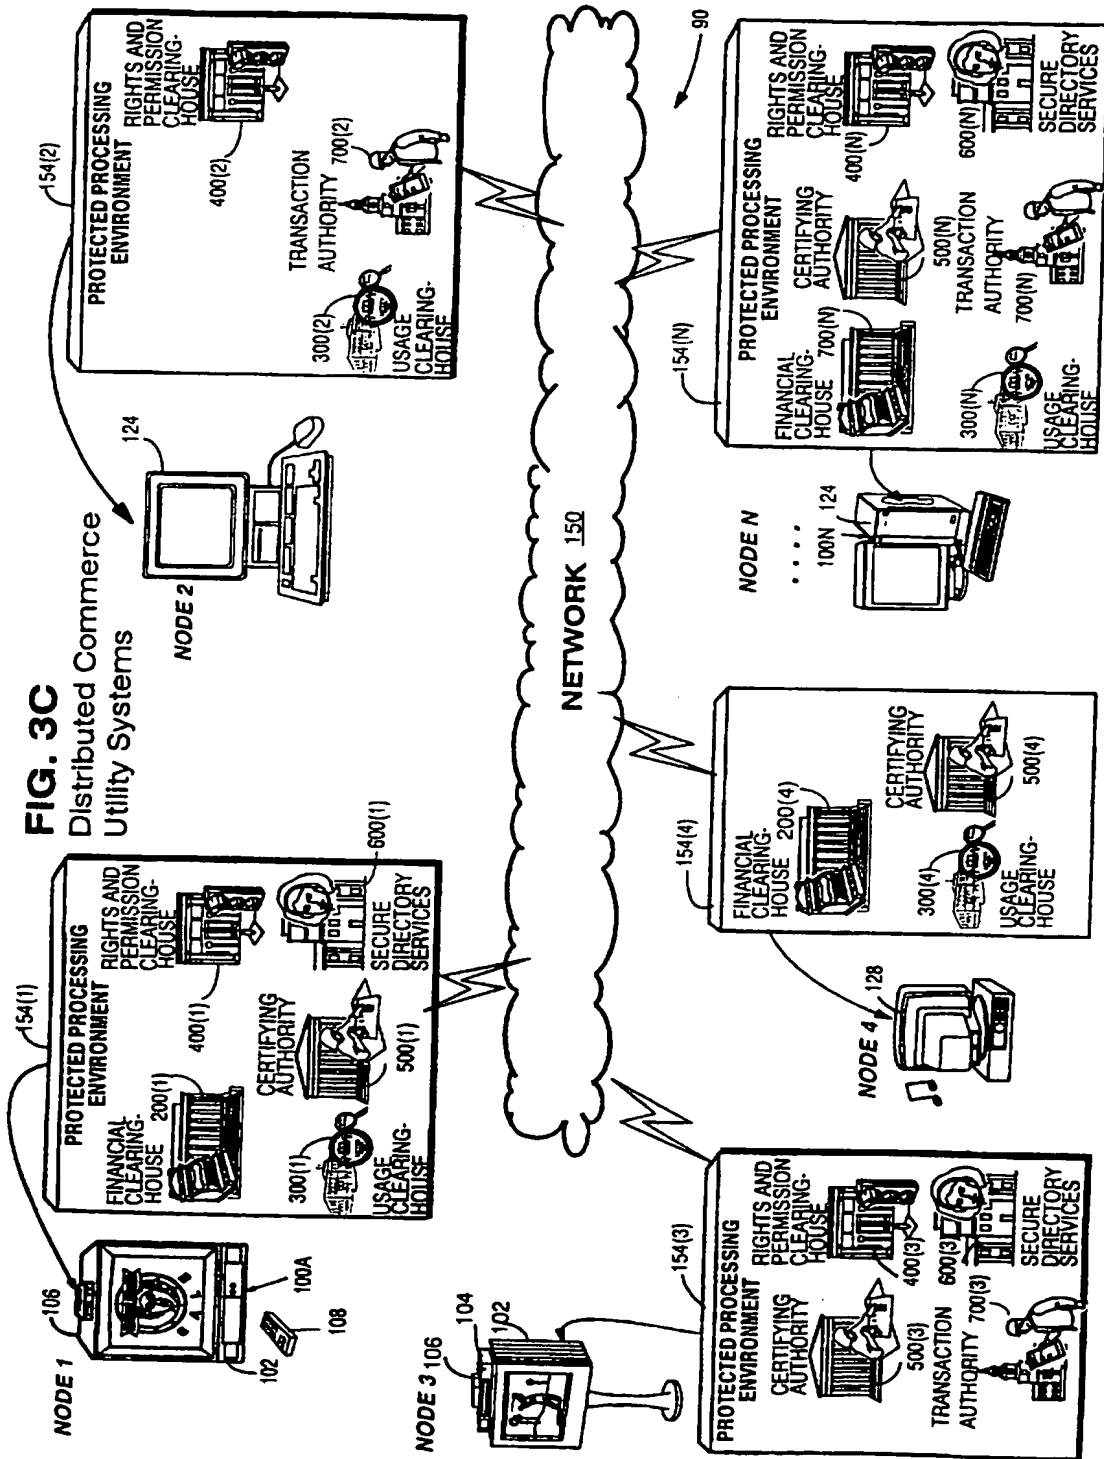 FIG. 3C
Distributed Commerce
Utility Systems
NODE 1
106
102
100A
108
154(1)
PROTECTED PROCESSING
ENVIRONMENT
FINANCIAL
CLEARING-
HOUSE
200(1)
RIGHTS AND
PERMISSION
CLEARING-
HOUSE
400(1)
300(1)
USAGE
CLEARING-
HOUSE
CERTIFYING
AUTHORITY
500(1)
600(1)
SECURE
DIRECTORY
SERVICES
NODE 2
124
154(2)
PROTECTED PROCESSING
ENVIRONMENT
RIGHTS AND
PERMISSION
CLEARING-
HOUSE
400(2)
300(2)
USAGE
CLEARING-
HOUSE
TRANSACTION
AUTHORITY
700(2)
NETWORK 150
90
NODE 3
106
104
102
154(3)
PROTECTED PROCESSING
ENVIRONMENT
CERTIFYING
AUTHORITY
500(3)
RIGHTS AND
PERMISSION
CLEARING-
HOUSE
400(3)
TRANSACTION
AUTHORITY
700(3)
600(3)
SECURE
DIRECTORY
SERVICES
NODE 4
128
154(4)
FINANCIAL
CLEARING-
HOUSE
200(4)
300(4)
USAGE
CLEARING-
HOUSE
CERTIFYING
AUTHORITY
500(4)
NODE N
. . . .
100N
124
154(N)
PROTECTED PROCESSING
ENVIRONMENT
FINANCIAL
CLEARING-
HOUSE
700(N)
CERTIFYING
AUTHORITY
500(N)
RIGHTS AND
PERMISSION
CLEARING-
HOUSE
400(N)
300(N)
USAGE
CLEARING-
HOUSE
TRANSACTION
AUTHORITY
700(N)
600(N)
SECURE
DIRECTORY
SERVICES